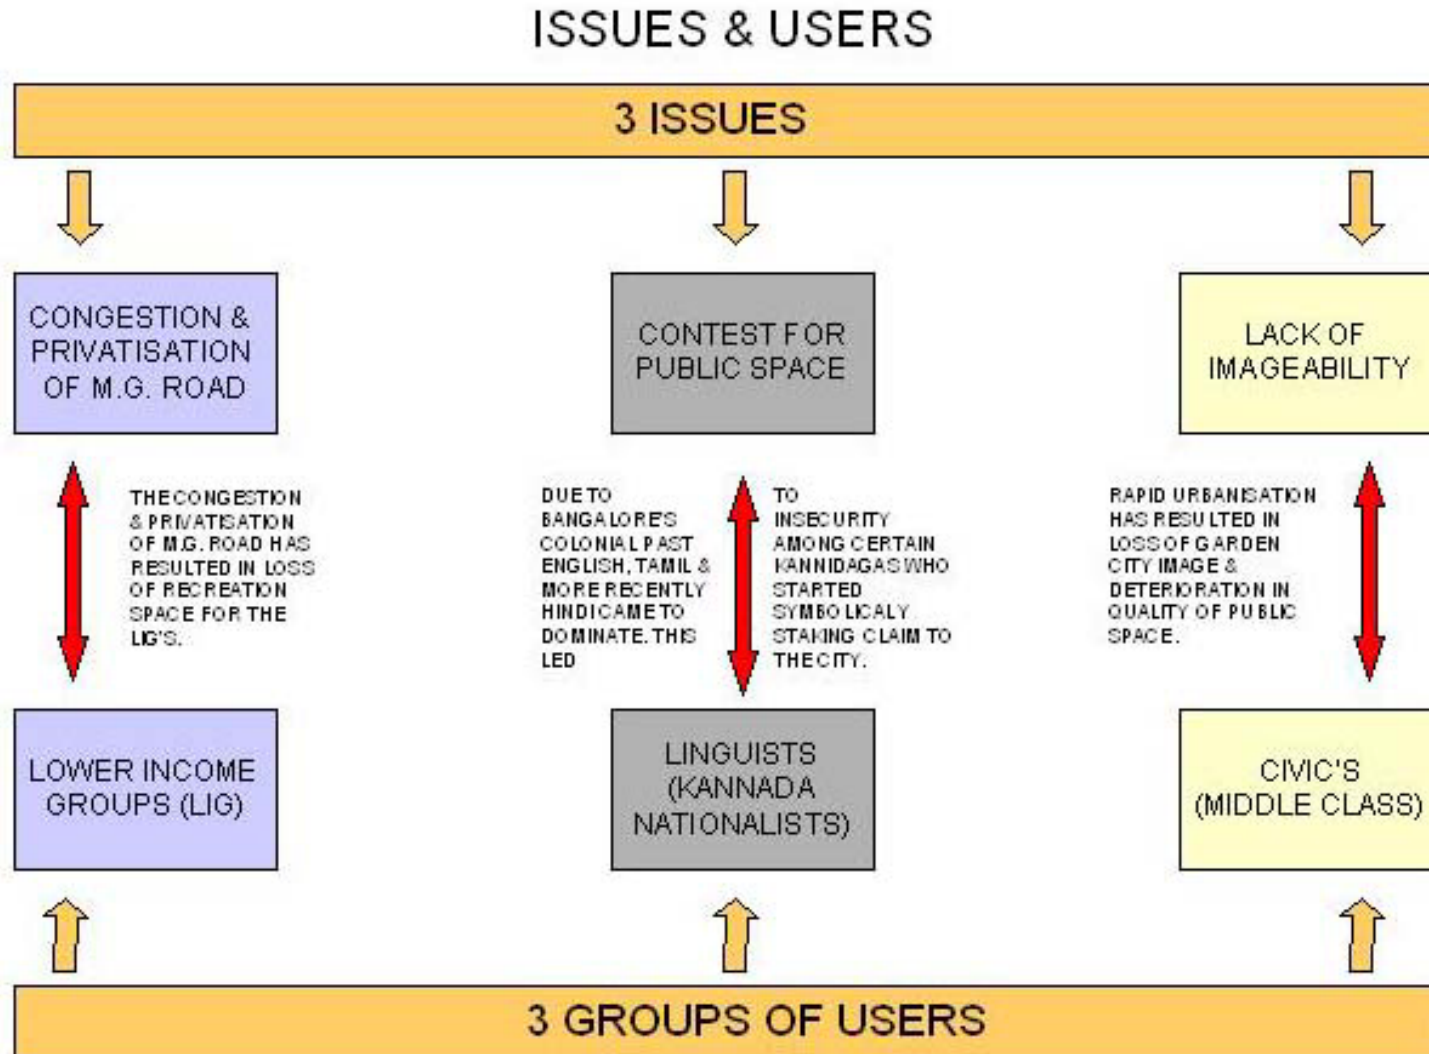 ISSUES & USERS
3 ISSUES
CONGESTION &
PRIVATISATION
OF M.G. ROAD
CONTEST FOR
PUBLIC SPACE
LACK OF
IMAGEABILITY
THE CONGESTION
& PRIVATISATION
OF M.G. ROAD HAS
RESULTED IN LOSS
OF RECREATION
SPACE FOR THE
LIG'S.
DUE TO
BANGALORE'S
COLONIAL PAST
ENGLISH, TAMIL &
MORE RECENTLY
HINDI CAME TO
DOMINATE. THIS
LED
TO
INSECURITY
AMONG CERTAIN
KANNIDAGAS WHO
STARTED
SYMBOLICALY
STAKING CLAIM TO
THE CITY.
RAPID URBANISATION
HAS RESULTED IN
LOSS OF GARDEN
CITY IMAGE &
DETERIORATION IN
QUALITY OF PUBLIC
SPACE.
LOWER INCOME
GROUPS (LIG)
LINGUISTS
(KANNADA
NATIONALISTS)
CIVIC'S
(MIDDLE CLASS)
3 GROUPS OF USERS